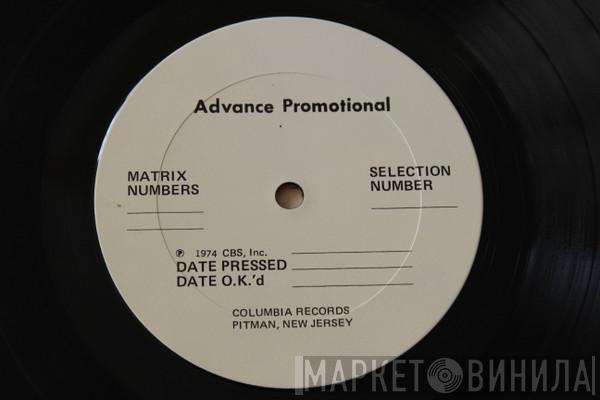 Advance Promotional
MATRIX
NUMBERS
SELECTION
NUMBER
℗ 1974 CBS, Inc.
DATE PRESSED
DATE O.K.'d
COLUMBIA RECORDS
PITMAN, NEW JERSEY
МАРКЕТ ВИНИЛА